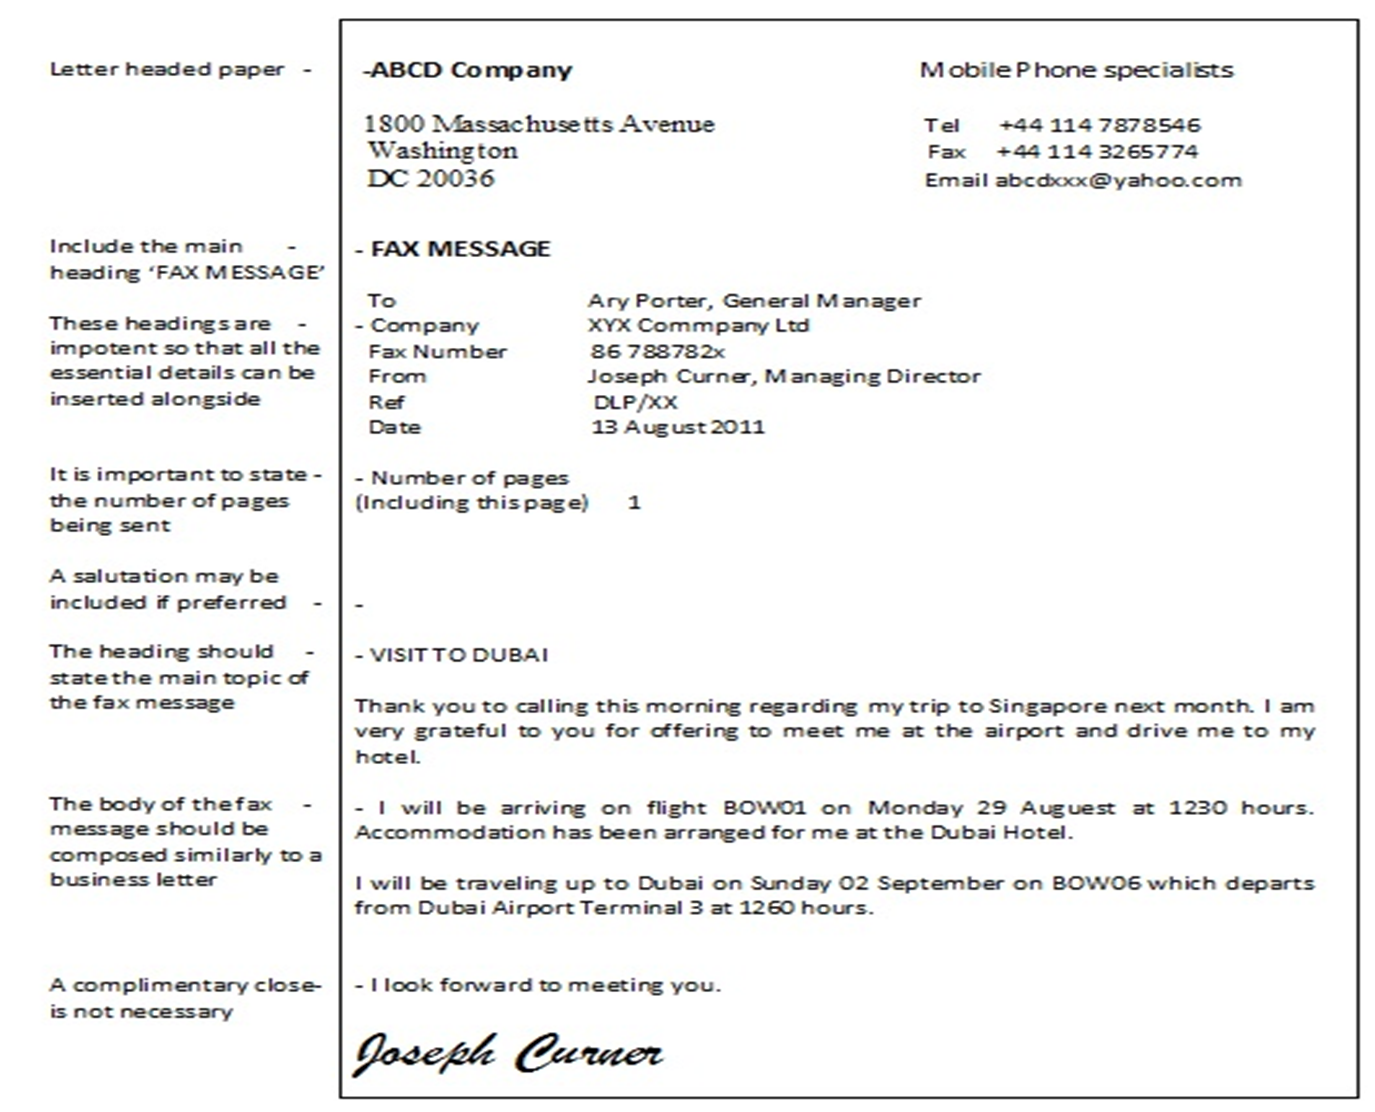 Letter headed paper -
-ABCD Company
Mobile Phone specialists
1800 Massachusetts Avenue
Washington
DC 20036
Tel +44 114 7878546
Fax +44 114 3265774
Email abcdxxx@yahoo.com
Include the main -
heading ‘FAX MESSAGE’
- FAX MESSAGE
These headings are -
impotent so that all the
essential details can be
inserted alongside
To Ary Porter, General Manager
- Company XYX Commpany Ltd
Fax Number 86 788782x
From Joseph Curner, Managing Director
Ref DLP/XX
Date 13 August 2011
It is important to state -
the number of pages
being sent
- Number of pages
(Including this page) 1
A salutation may be
included if preferred - -
The heading should -
state the main topic of
the fax message
- VISIT TO DUBAI
Thank you to calling this morning regarding my trip to Singapore next month. I am
very grateful to you for offering to meet me at the airport and drive me to my
hotel.
The body of the fax -
message should be
composed similarly to a
business letter
- I will be arriving on flight BOW01 on Monday 29 Auguest at 1230 hours.
Accommodation has been arranged for me at the Dubai Hotel.
I will be traveling up to Dubai on Sunday 02 September on BOW06 which departs
from Dubai Airport Terminal 3 at 1260 hours.
A complimentary close-
is not necessary
- I look forward to meeting you.
Joseph Curner